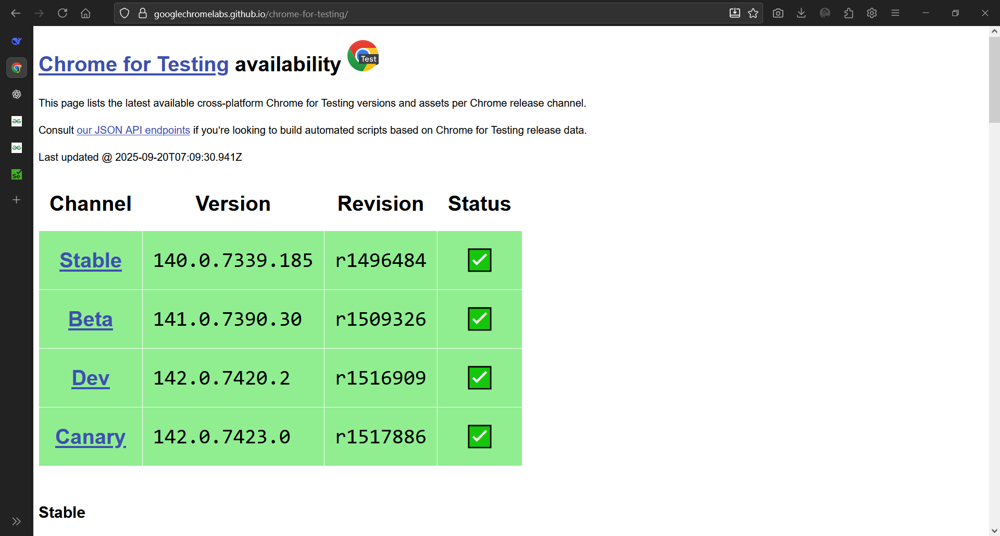 googlechromelabs.github.io/chrome-for-testing/
Chrome for Testing availability
Test
This page lists the latest available cross-platform Chrome for Testing versions and assets per Chrome release channel.
Consult our JSON API endpoints if you’re looking to build automated scripts based on Chrome for Testing release data.
Last updated @ 2025-09-20T07:09:30.941Z
Channel Version Revision Status
Stable 140.0.7339.185 r1496484 ✅
Beta 141.0.7390.30 r1509326 ✅
Dev 142.0.7420.2 r1516909 ✅
Canary 142.0.7423.0 r1517886 ✅
Se
Stable